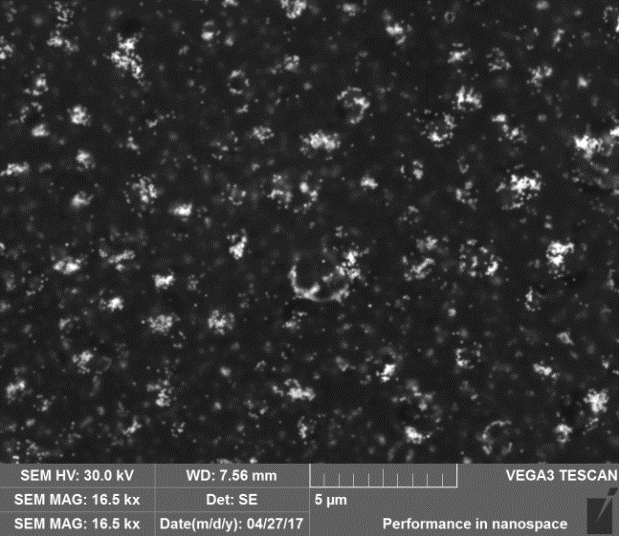 SEM HV: 30.0 kV WD: 7.56 mm VEGA3 TESCAN
SEM MAG: 16.5 kx Det: SE 5 µm
SEM MAG: 16.5 kx Date(m/d/y): 04/27/17 Performance in nanospace